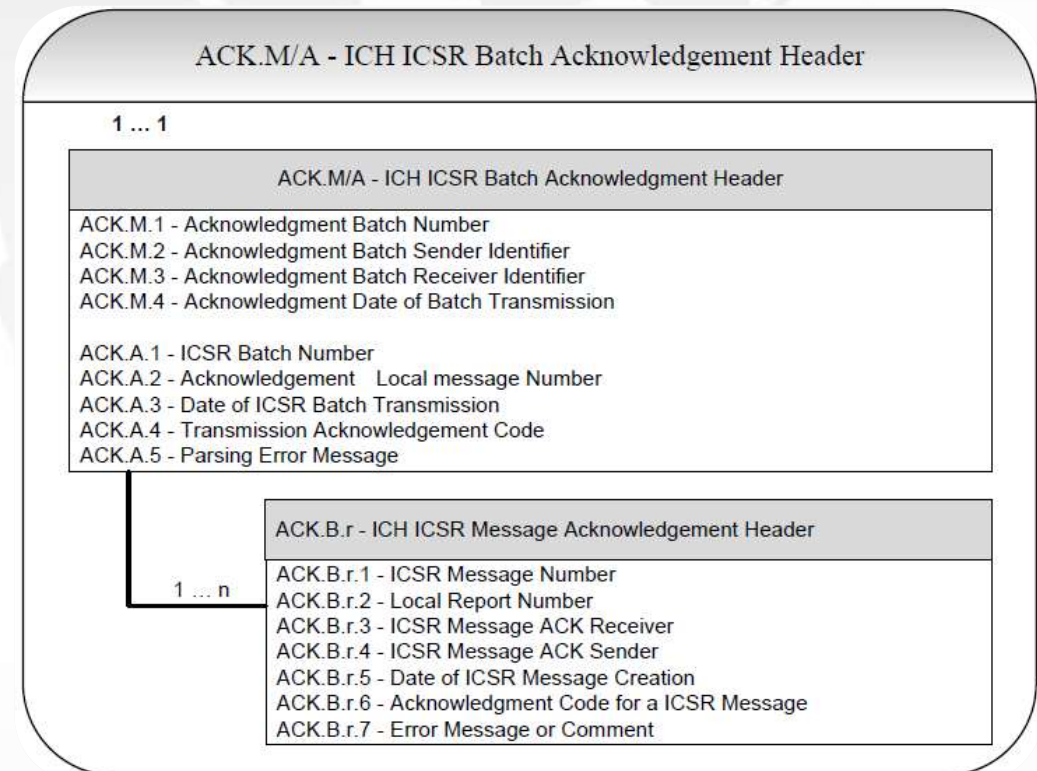 ACK.M/A - ICH ICSR Batch Acknowledgement Header
1 ... 1
ACK.M/A - ICH ICSR Batch Acknowledgment Header
ACK.M.1 - Acknowledgment Batch Number
ACK.M.2 - Acknowledgment Batch Sender Identifier
ACK.M.3 - Acknowledgment Batch Receiver Identifier
ACK.M.4 - Acknowledgment Date of Batch Transmission
ACK.A.1 - ICSR Batch Number
ACK.A.2 - Acknowledgement Local message Number
ACK.A.3 - Date of ICSR Batch Transmission
ACK.A.4 - Transmission Acknowledgement Code
ACK.A.5 - Parsing Error Message
ACK.B.r - ICH ICSR Message Acknowledgement Header
1 ... n
ACK.B.r.1 - ICSR Message Number
ACK.B.r.2 - Local Report Number
ACK.B.r.3 - ICSR Message ACK Receiver
ACK.B.r.4 - ICSR Message ACK Sender
ACK.B.r.5 - Date of ICSR Message Creation
ACK.B.r.6 - Acknowledgment Code for a ICSR Message
ACK.B.r.7 - Error Message or Comment